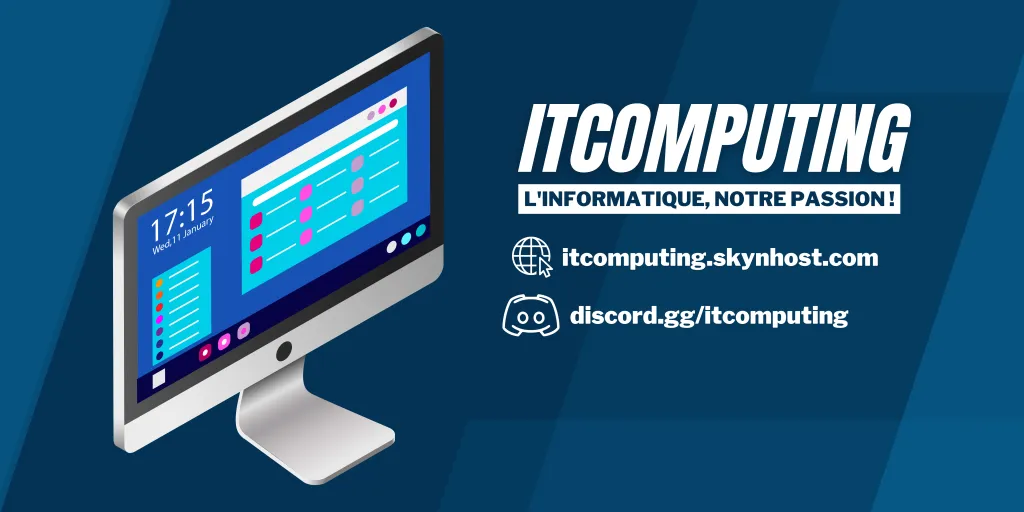 17:15
Wed, 11 January
ITCOMPUTING
L'INFORMATIQUE, NOTRE PASSION !
itcomputing.skynhost.com
discord.gg/itcomputing